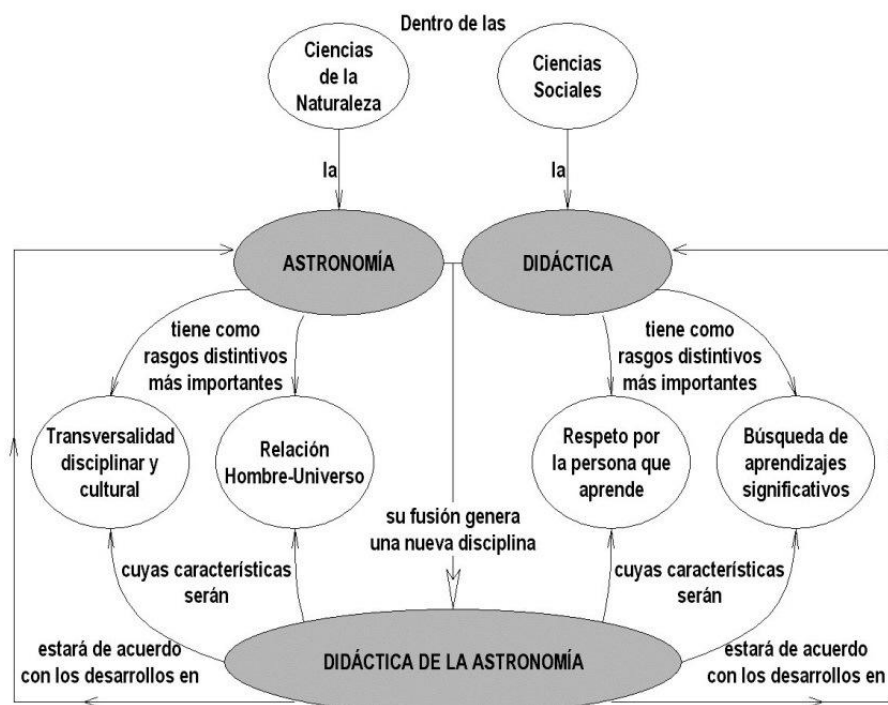 Dentro de las
Ciencias
de la
Naturaleza
Ciencias
Sociales
la
la
ASTRONOMÍA
DIDÁCTICA
tiene como
rasgos distintivos
más importantes
tiene como
rasgos distintivos
más importantes
Transversalidad
disciplinar y
cultural
Relación
Hombre-Universo
Respeto por
la persona que
aprende
Búsqueda de
aprendizajes
significativos
su fusión genera
una nueva disciplina
cuyas características
serán
cuyas características
serán
DIDÁCTICA DE LA ASTRONOMÍA
estará de acuerdo
con los desarrollos en
estará de acuerdo
con los desarrollos en